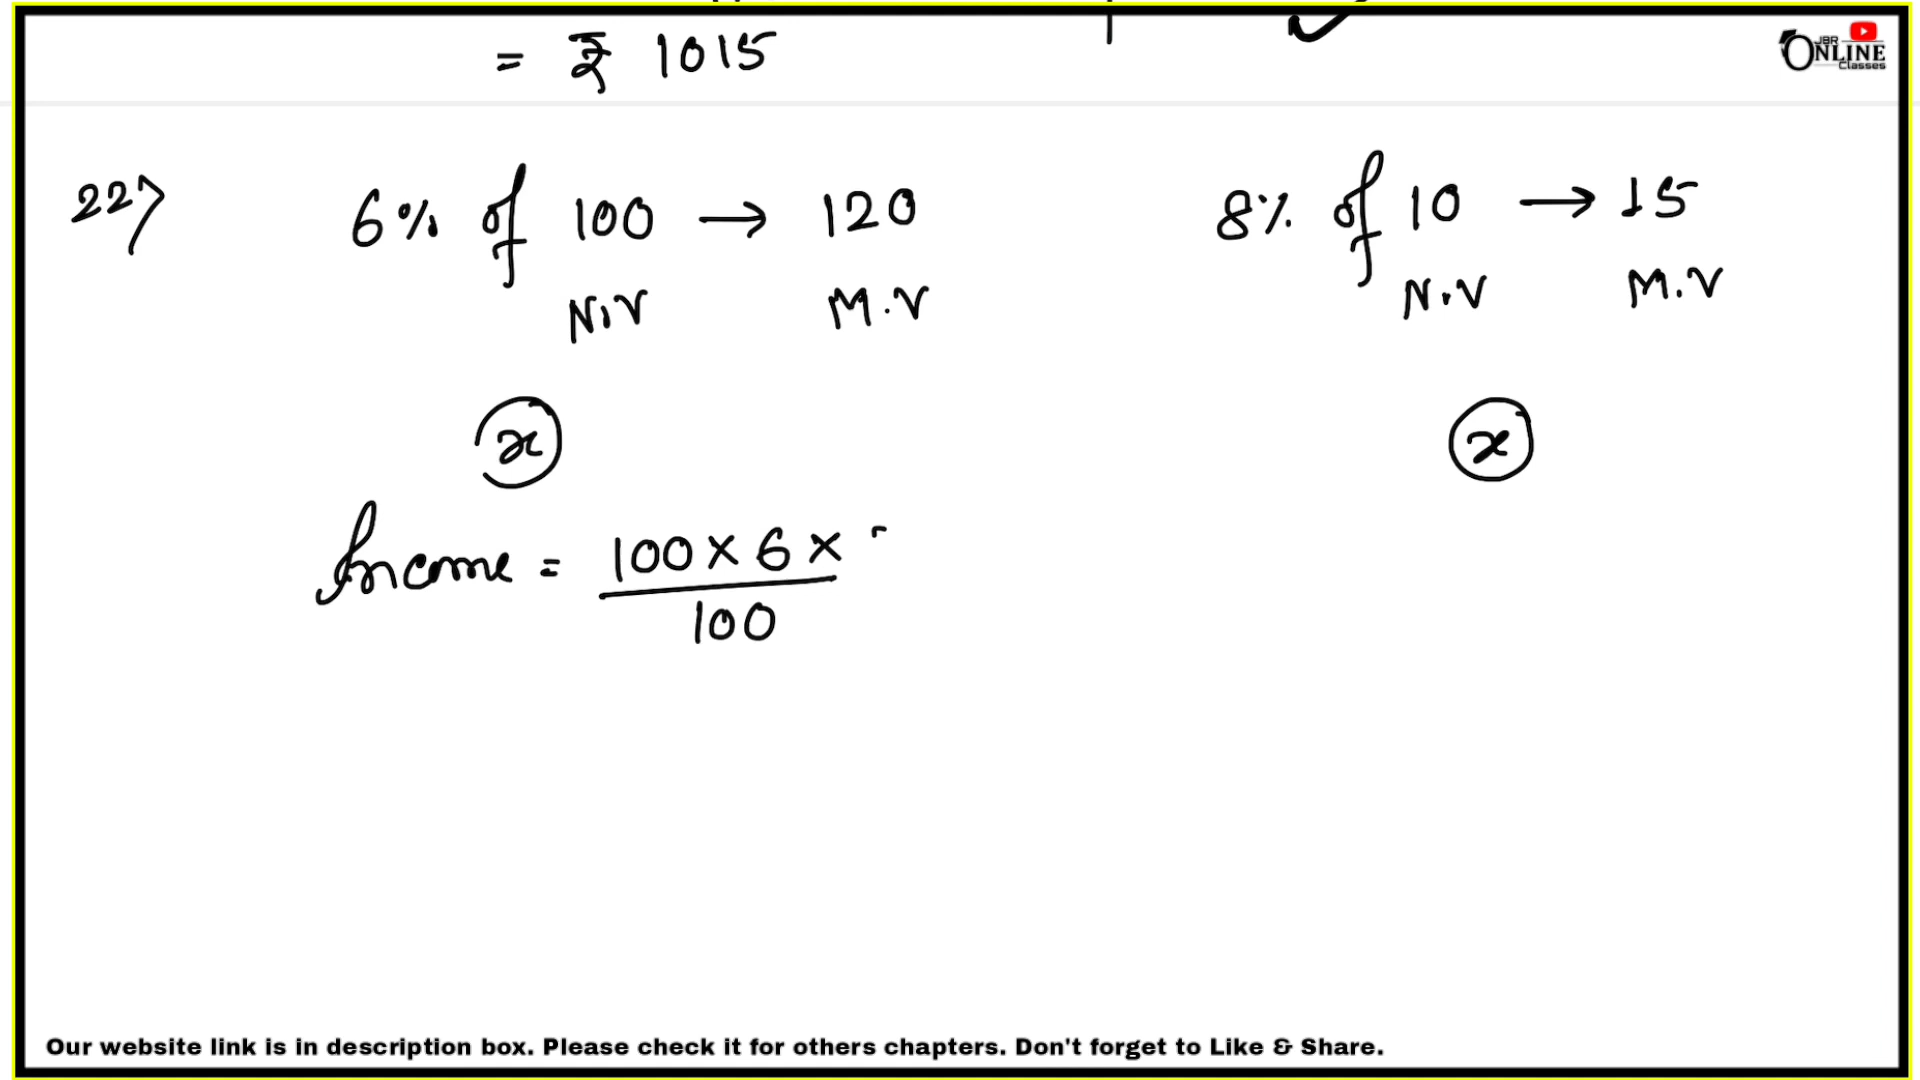 = ₹ 1015
JBR
ONLINE
Classes
22>
6% of 100 → 120
N.V M.V
8% of 10 → 15
N.V M.V
x
x
Income = 100 × 6 ×
100
Our website link is in description box. Please check it for others chapters. Don't forget to Like & Share.